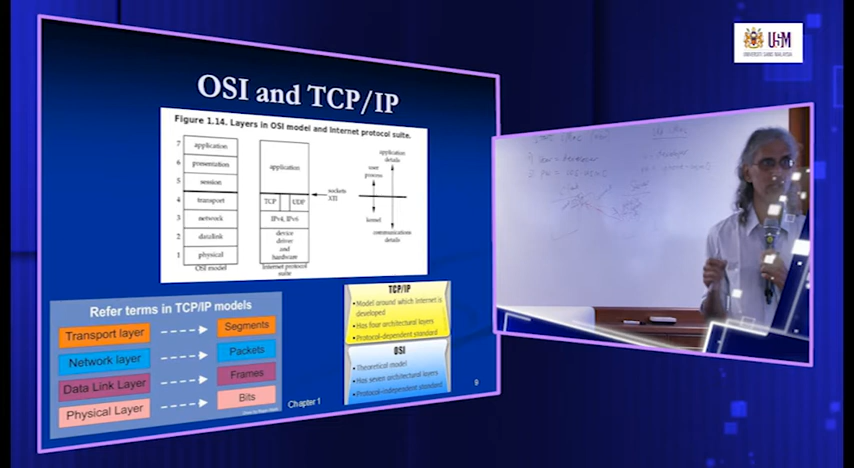 USM
UNIVERSITI SAINS MALAYSIA
OSI and TCP/IP
Figure 1.14. Layers in OSI model and Internet protocol suite.
7 application
6 presentation
5 session
4 transport
3 network
2 datalink
1 physical
OSI model
application
TCP UDP
IPv4, IPv6
device
driver
and
hardware
Internet protocol
suite
sockets
XTI
user
process
kernel
application
details
communications
details
Refer terms in TCP/IP models
Transport layer Segments
Network layer Packets
Data Link Layer Frames
Physical Layer Bits
TCP/IP
•Model around which internet is
developed
•Has four architectural layers
•Protocol-dependent standard
OSI
•Theoretical model
•Has seven architectural layers
•Protocol-independent standard
Chapter 1
9